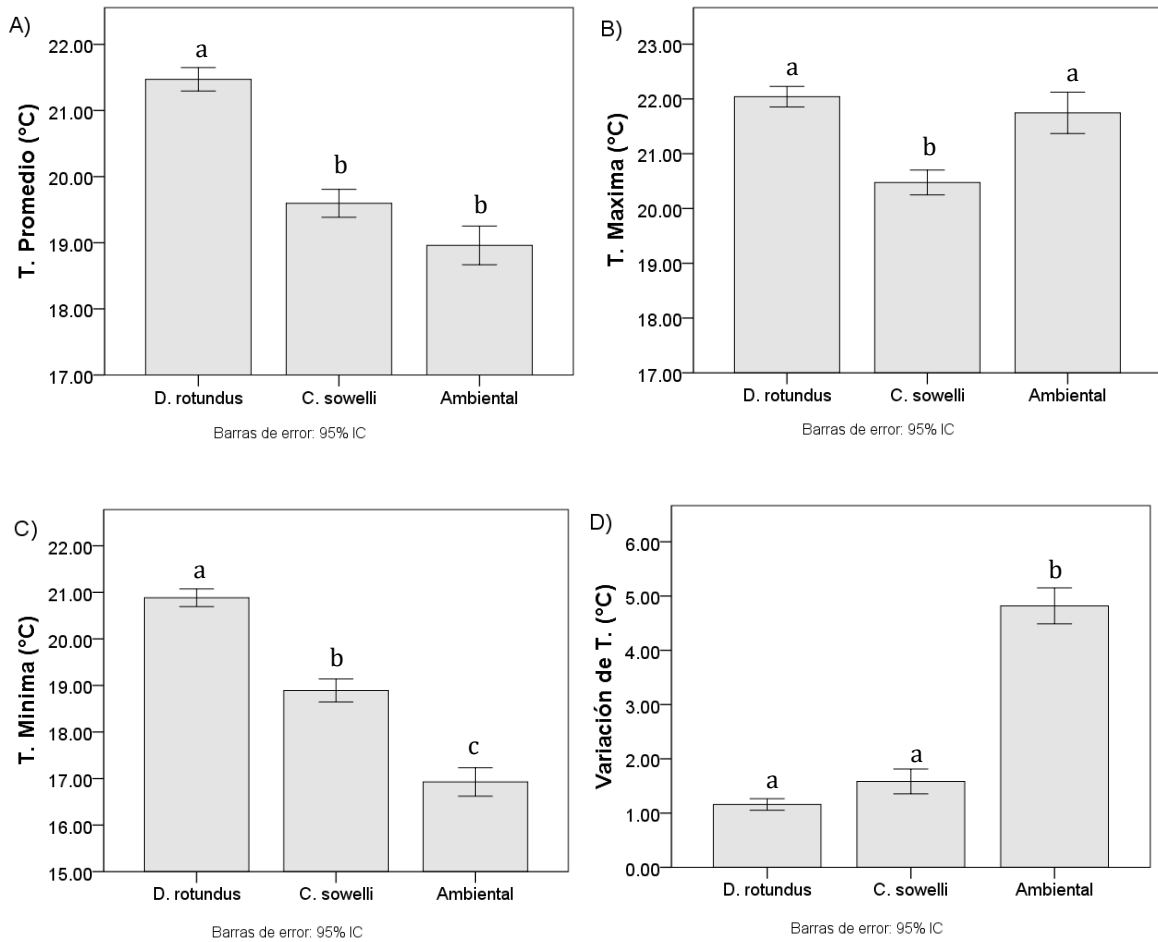 A)
T. Promedio (°C)
22.00
21.00
20.00
19.00
18.00
17.00
a
b
b
D. rotundus
C. sowelli
Ambiental
Barras de error: 95% IC
B)
T. Maxima (°C)
23.00
22.00
21.00
20.00
19.00
18.00
17.00
a
b
a
D. rotundus
C. sowelli
Ambiental
Barras de error: 95% IC
C)
T. Minima (°C)
22.00
21.00
20.00
19.00
18.00
17.00
16.00
15.00
a
b
c
D. rotundus
C. sowelli
Ambiental
Barras de error: 95% IC
D)
Variación de T. (°C)
6.00
5.00
4.00
3.00
2.00
1.00
0.00
a
a
b
D. rotundus
C. sowelli
Ambiental
Barras de error: 95% IC